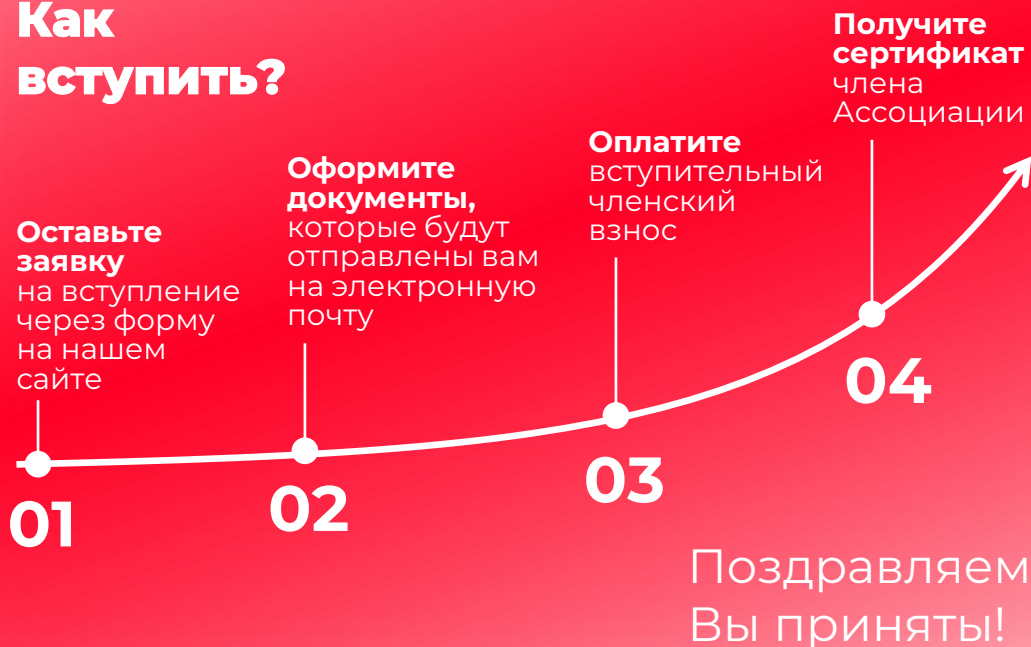 Как
вступить?
Оставьте
заявку
на вступление
через форму
на нашем
сайте
01
Оформите
документы,
которые будут
отправлены вам
на электронную
почту
02
Оплатите
вступительный
членский
взнос
03
Получите
сертификат
члена
Ассоциации
04
Поздравляем
Вы приняты!